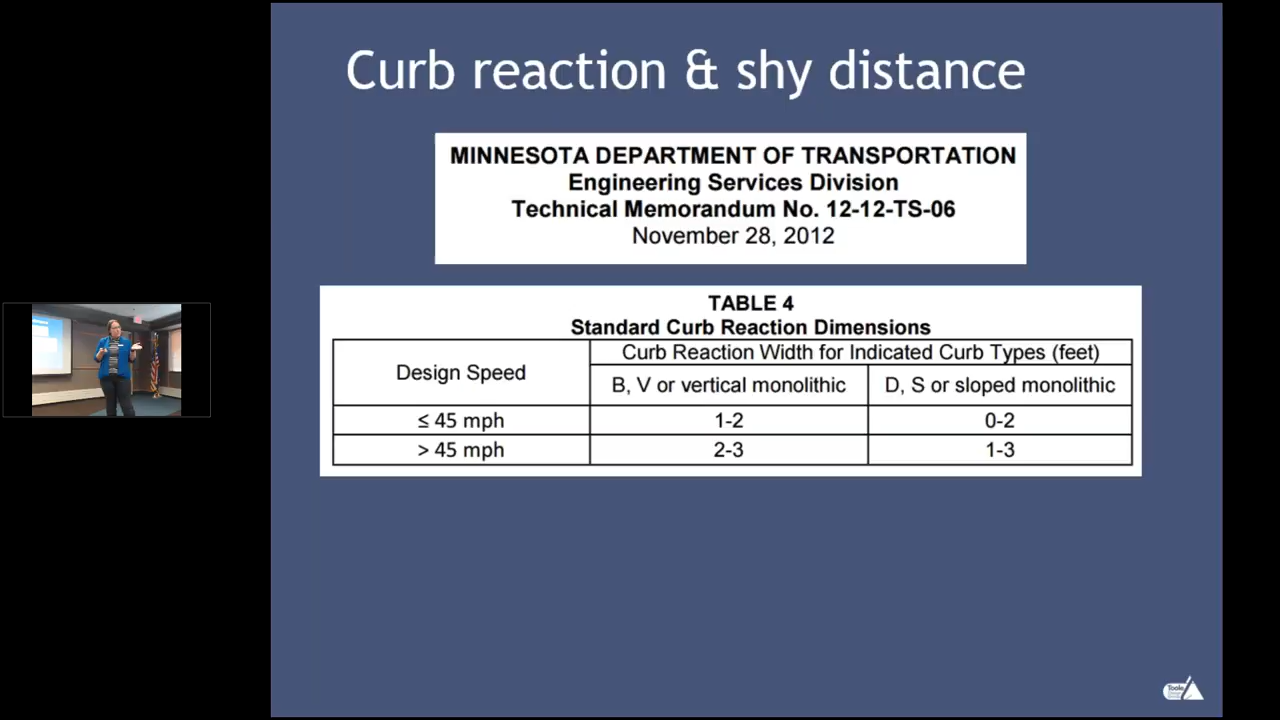 Curb reaction & shy distance
MINNESOTA DEPARTMENT OF TRANSPORTATION
Engineering Services Division
Technical Memorandum No. 12-12-TS-06
November 28, 2012
TABLE 4
Standard Curb Reaction Dimensions
Design Speed
Curb Reaction Width for Indicated Curb Types (feet)
B, V or vertical monolithic
D, S or sloped monolithic
≤ 45 mph
1-2
0-2
> 45 mph
2-3
1-3
Toole